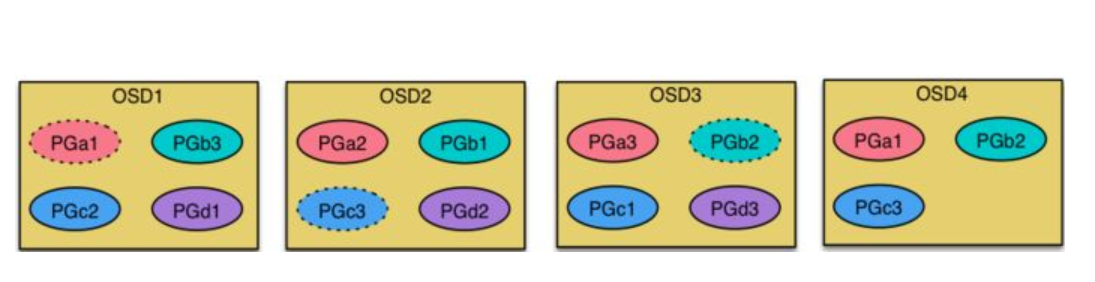 OSD1 OSD2 OSD3 OSD4
PGa1 PGb3 PGa2 PGb1 PGa3 PGb2 PGa1 PGb2
PGc2 PGd1 PGc3 PGd2 PGc1 PGd3 PGc3